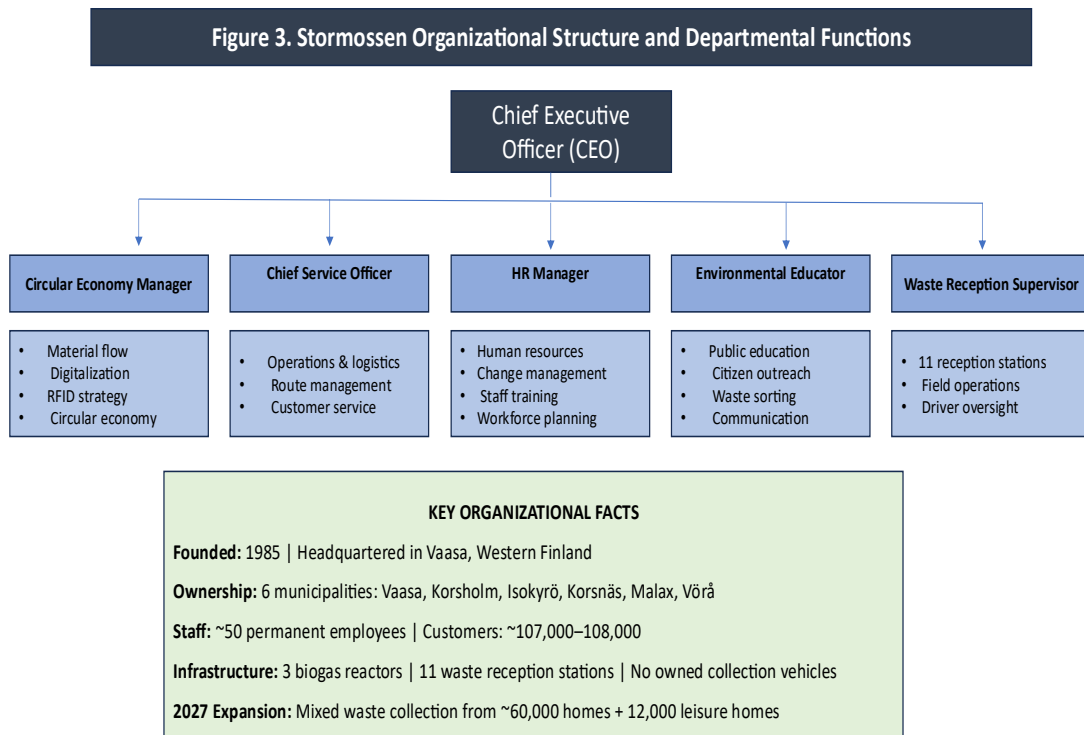 Figure 3. Stormossen Organizational Structure and Departmental Functions
Chief Executive
Officer (CEO)
Circular Economy Manager
• Material flow
• Digitalization
• RFID strategy
• Circular economy
Chief Service Officer
• Operations & logistics
• Route management
• Customer service
HR Manager
• Human resources
• Change management
• Staff training
• Workforce planning
Environmental Educator
• Public education
• Citizen outreach
• Waste sorting
• Communication
Waste Reception Supervisor
• 11 reception stations
• Field operations
• Driver oversight
KEY ORGANIZATIONAL FACTS
Founded: 1985 | Headquartered in Vaasa, Western Finland
Ownership: 6 municipalities: Vaasa, Korsholm, Isokyrö, Korsnäs, Malax, Vörå
Staff: ~50 permanent employees | Customers: ~107,000–108,000
Infrastructure: 3 biogas reactors | 11 waste reception stations | No owned collection vehicles
2027 Expansion: Mixed waste collection from ~60,000 homes + 12,000 leisure homes